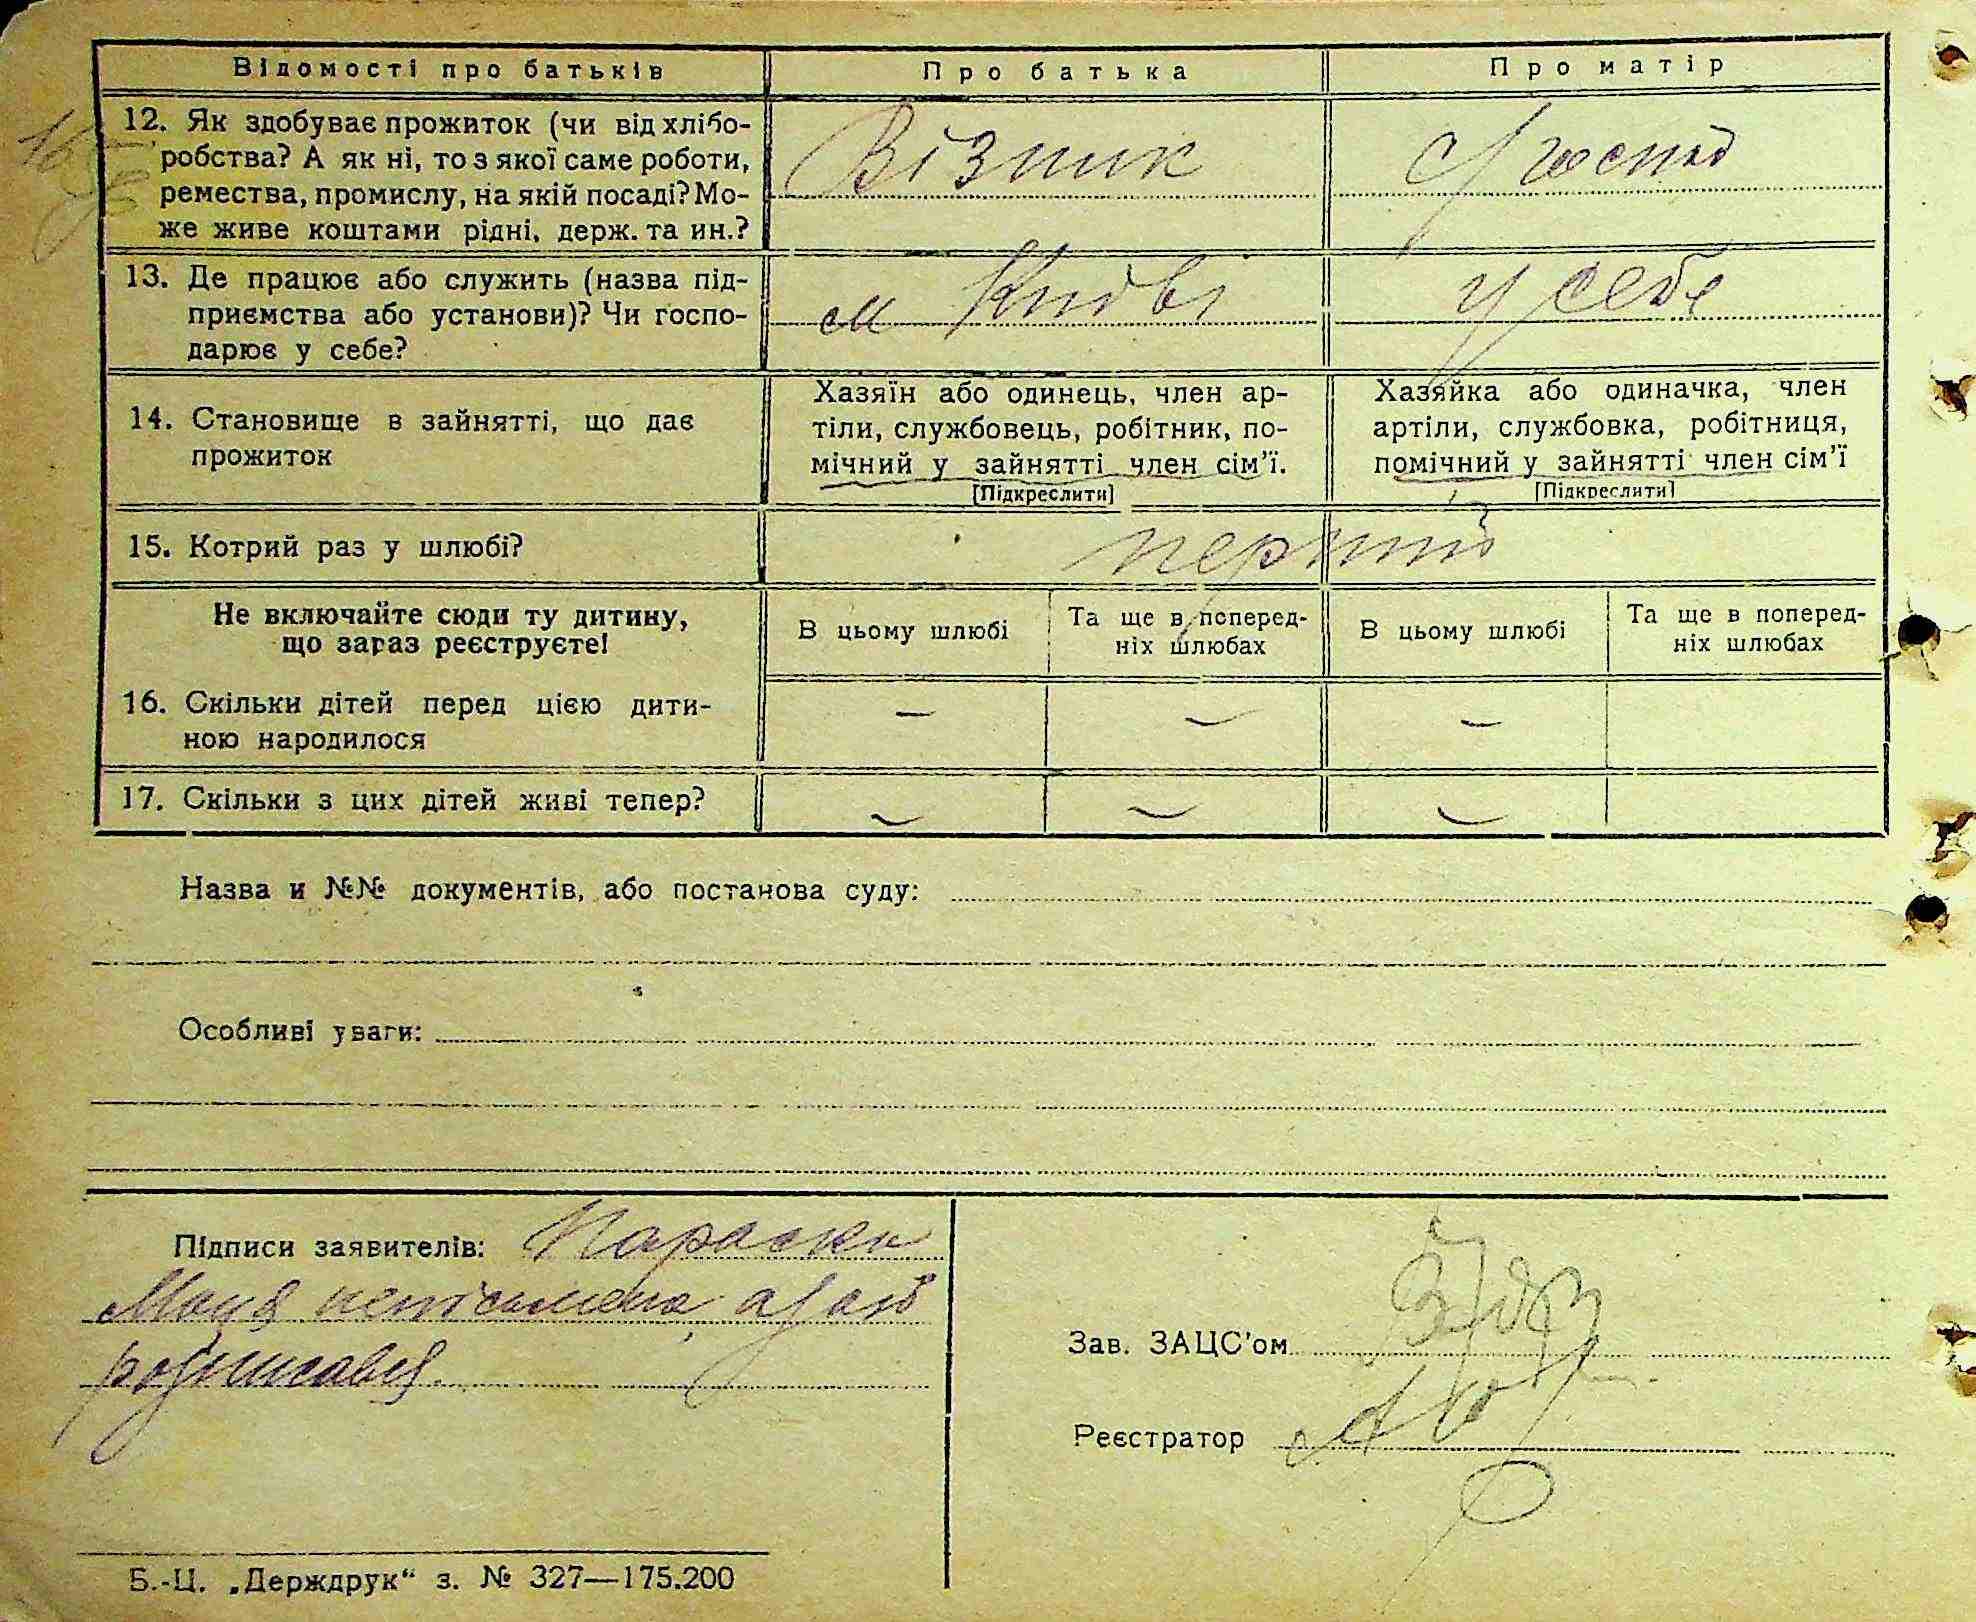 Відомості про батьків
Про батька
Про матір
12. Як здобуває прожиток (чи від хлібо-
робства? А як ні, то з якої саме роботи,
ремества, промислу, на якій посаді? Мо-
же живе коштами рідні, держ. та ин.?
Візник
13. Де працює або служить (назва під-
приємства або установи)? Чи госпо-
дарює у себе?
м Київі
у себе
14. Становище в зайнятті, що дає
прожиток
Хазяїн або одинець, член ар-
тіли, службовець, робітник, по-
мічний у зайнятті член сім'ї.
[Підкреслити]
Хазяйка або одиначка, член
артіли, службовка, робітниця,
помічний у зайнятті член сім'ї
[Підкреслити]
15. Котрий раз у шлюбі?
перший
Не включайте сюди ту дитину,
що зараз реєструєте!
В цьому шлюбі
Та ще в поперед-
ніх шлюбах
В цьому шлюбі
Та ще в поперед-
ніх шлюбах
16. Скільки дітей перед цією дити-
ною народилося
– – –
17. Скільки з цих дітей живі тепер?
– – –
Назва и №№ документів, або постанова суду:
Особливі уваги:
Підписи заявителів:
неписьмена
Зав. ЗАЦС'ом
Реєстратор
Б.-Ц. „Держдрук“ з. № 327—175.200